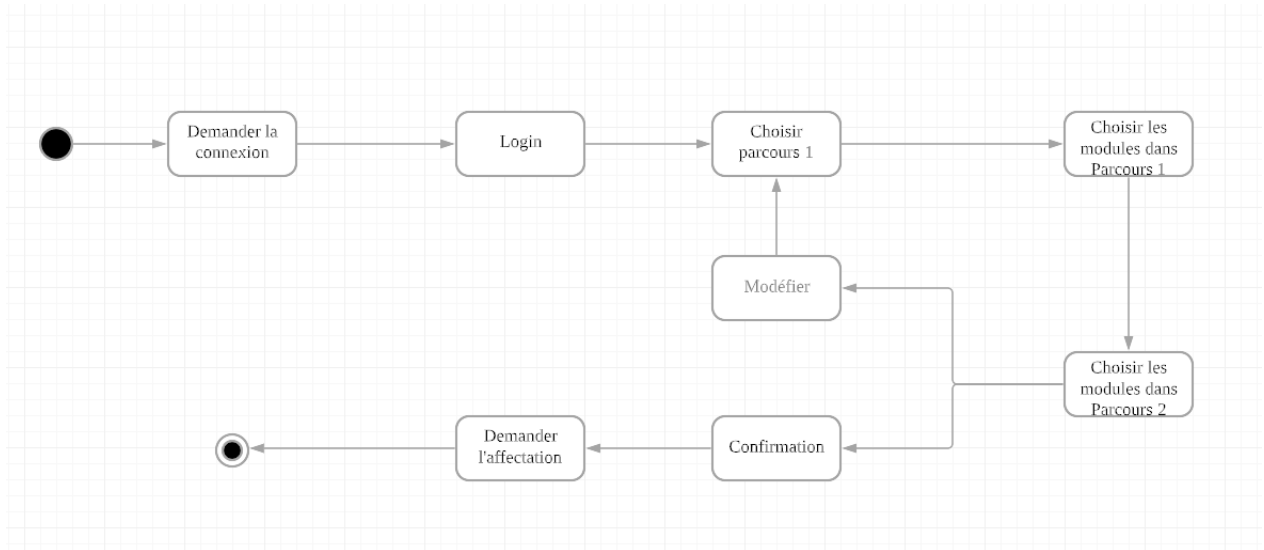 Demander la
connexion
Login
Choisir
parcours 1
Choisir les
modules dans
Parcours 1
Modéfier
Choisir les
modules dans
Parcours 2
Demander
l'affectation
Confirmation